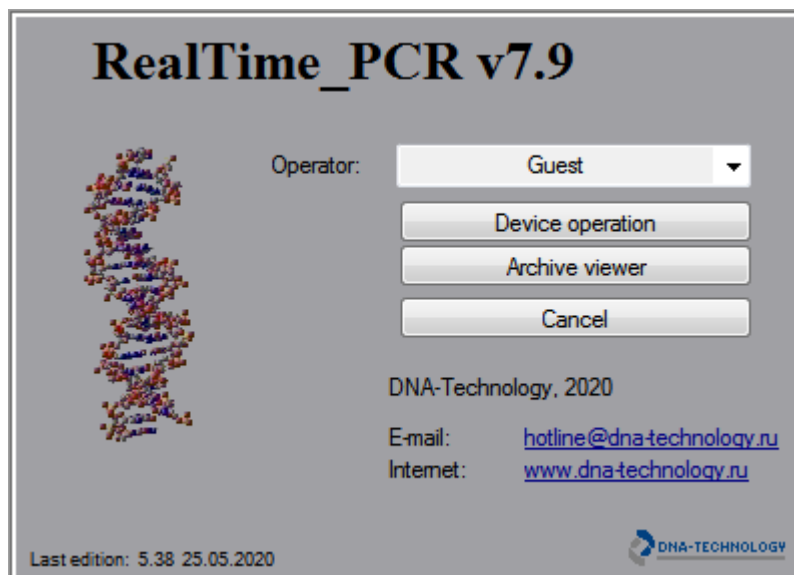 RealTime_PCR v7.9
Operator: Guest
Device operation
Archive viewer
Cancel
DNA-Technology, 2020
E-mail: hotline@dna-technology.ru
Internet: www.dna-technology.ru
Last edition: 5.38 25.05.2020
DNA-TECHNOLOGY